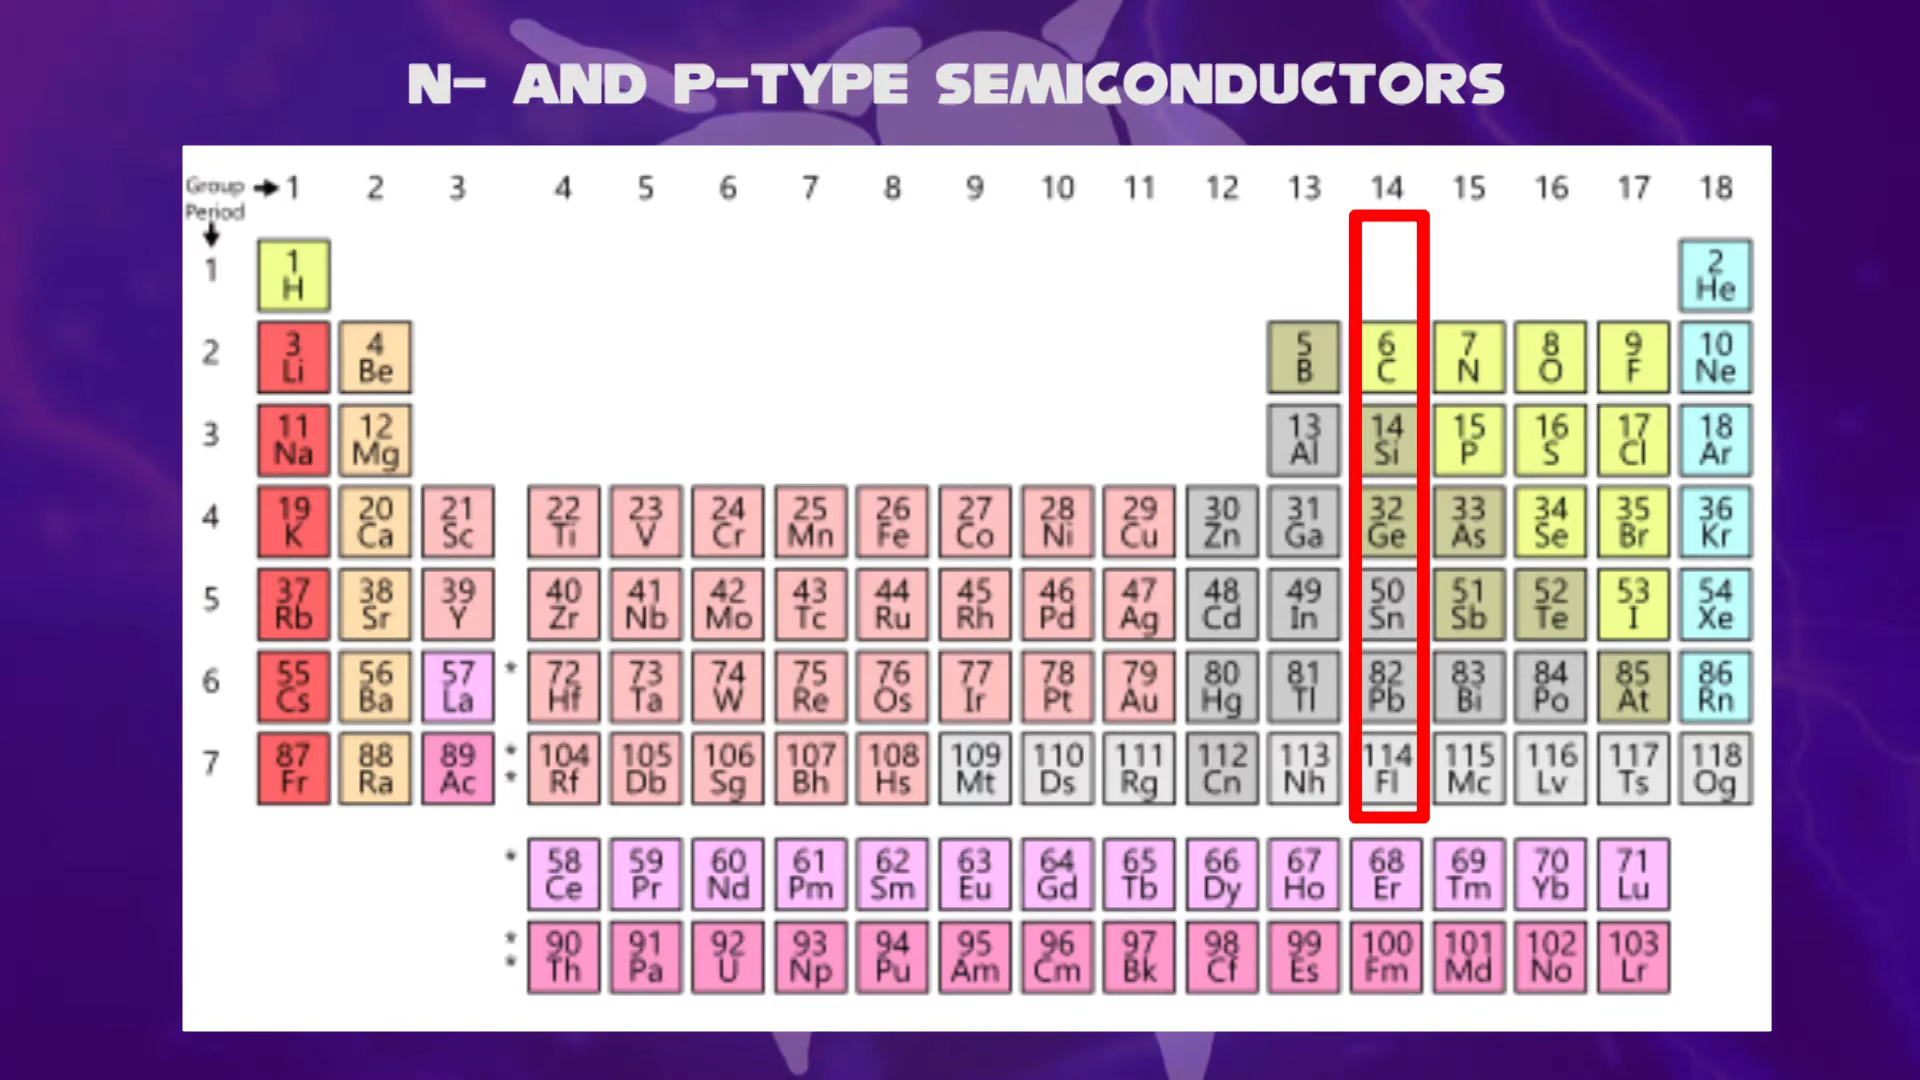 N- AND P-TYPE SEMICONDUCTORS
Group → 1 2 3 4 5 6 7 8 9 10 11 12 13 14 15 16 17 18
Period
↓
1 1 2
H He
2 3 4 5 6 7 8 9 10
Li Be B C N O F Ne
3 11 12 13 14 15 16 17 18
Na Mg Al Si P S Cl Ar
4 19 20 21 22 23 24 25 26 27 28 29 30 31 32 33 34 35 36
K Ca Sc Ti V Cr Mn Fe Co Ni Cu Zn Ga Ge As Se Br Kr
5 37 38 39 40 41 42 43 44 45 46 47 48 49 50 51 52 53 54
Rb Sr Y Zr Nb Mo Tc Ru Rh Pd Ag Cd In Sn Sb Te I Xe
6 55 56 57 * 72 73 74 75 76 77 78 79 80 81 82 83 84 85 86
Cs Ba La Hf Ta W Re Os Ir Pt Au Hg Tl Pb Bi Po At Rn
7 87 88 89 * 104 105 106 107 108 109 110 111 112 113 114 115 116 117 118
Fr Ra Ac * Rf Db Sg Bh Hs Mt Ds Rg Cn Nh Fl Mc Lv Ts Og
* 58 59 60 61 62 63 64 65 66 67 68 69 70 71
Ce Pr Nd Pm Sm Eu Gd Tb Dy Ho Er Tm Yb Lu
* 90 91 92 93 94 95 96 97 98 99 100 101 102 103
* Th Pa U Np Pu Am Cm Bk Cf Es Fm Md No Lr